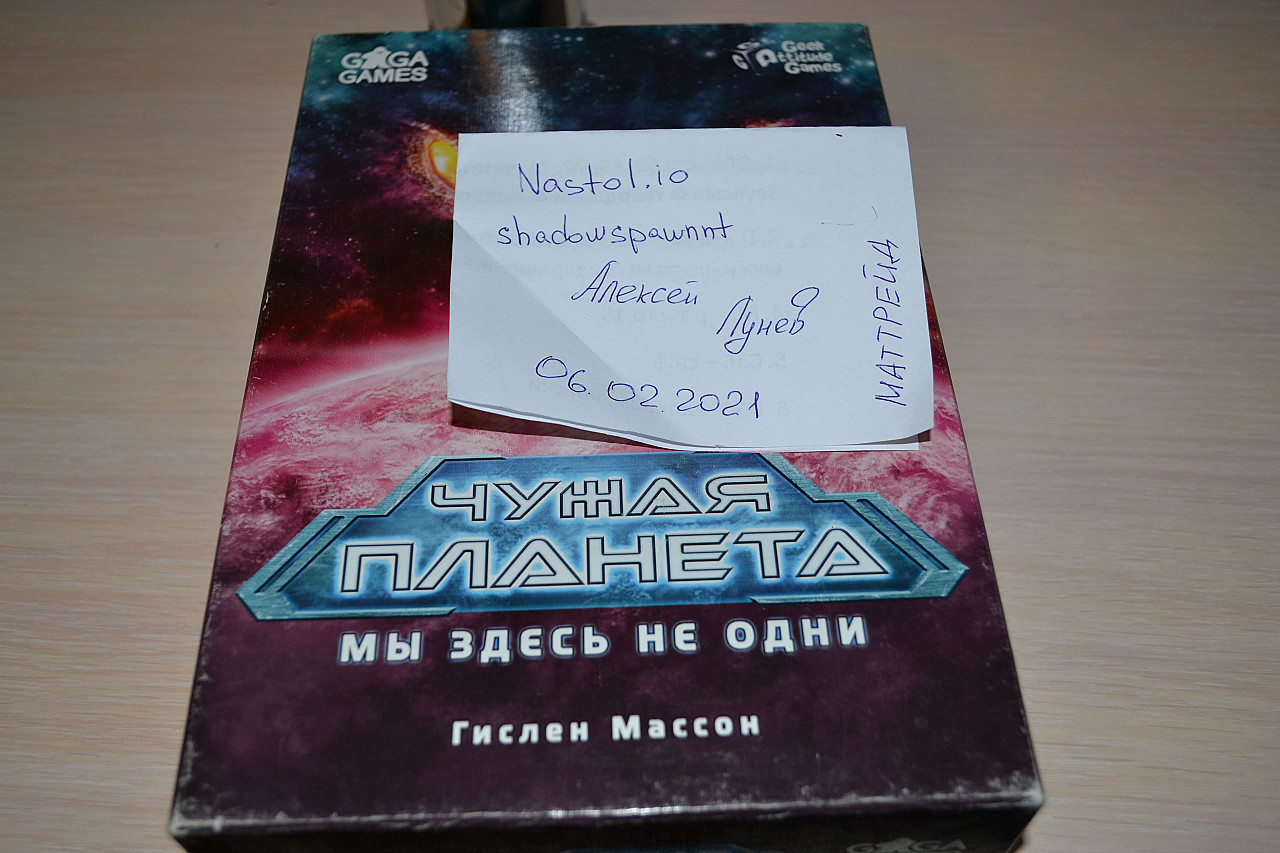 GAGA
GAMES
Geek
Attitude
Games
Nastol.io
shadowspawnnt
Алексей
Лунев
06.02.2021
МАТТРЕЙД
ЧУЖАЯ
ПЛАНЕТА
МЫ ЗДЕСЬ НЕ ОДНИ
Гислен Массон
GAGA